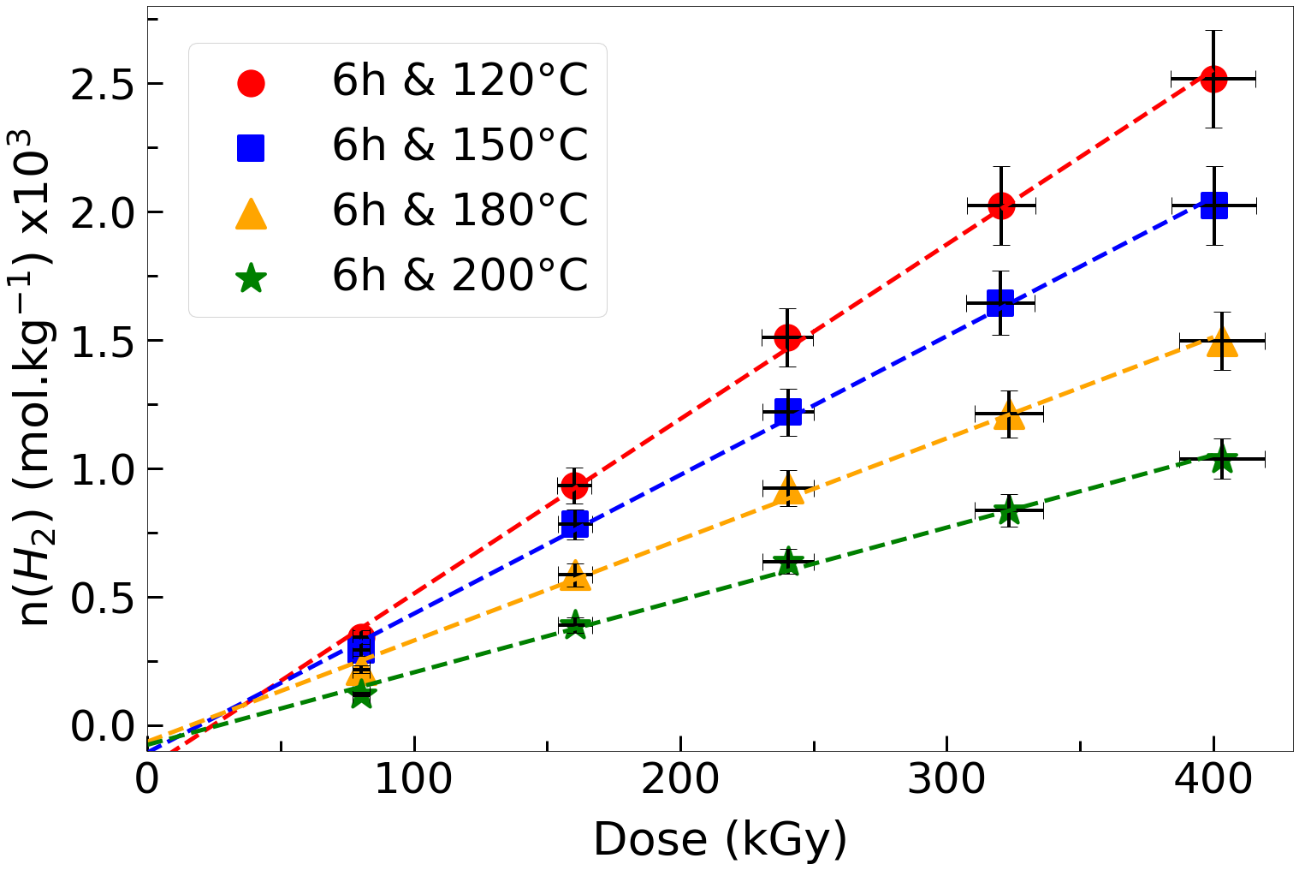 n(H₂) (mol.kg⁻¹) x10³
2.5
2.0
1.5
1.0
0.5
0.0
6h & 120°C
6h & 150°C
6h & 180°C
6h & 200°C
0 100 200 300 400
Dose (kGy)